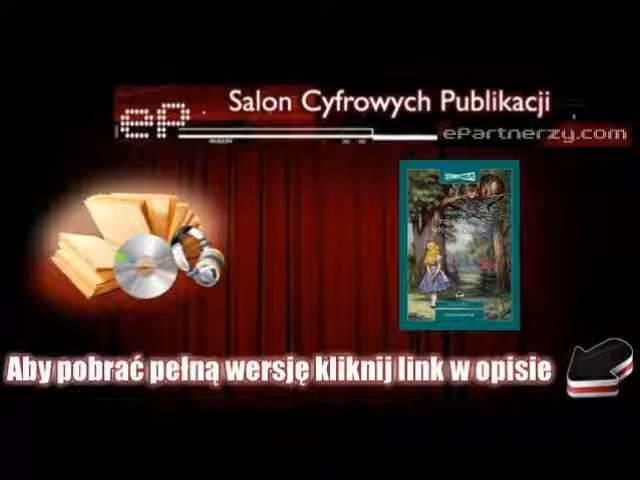 Salon Cyfrowych Publikacji
eP
ePartnerzy.com
Aby pobrać pełną wersję kliknij link w opisie